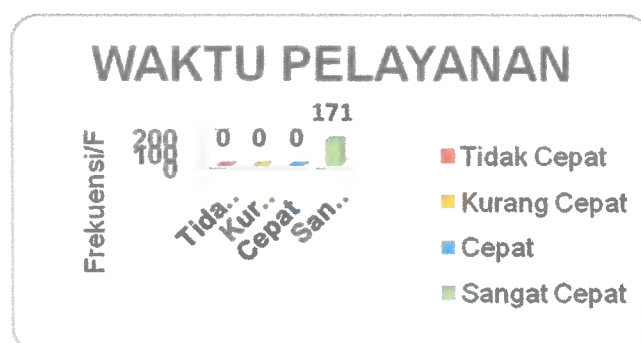 WAKTU PELAYANAN
171
200
100
0
0 0 0
Frekuensi/F
Tida..
Kur..
Cepat
San..
Tidak Cepat
Kurang Cepat
Cepat
Sangat Cepat